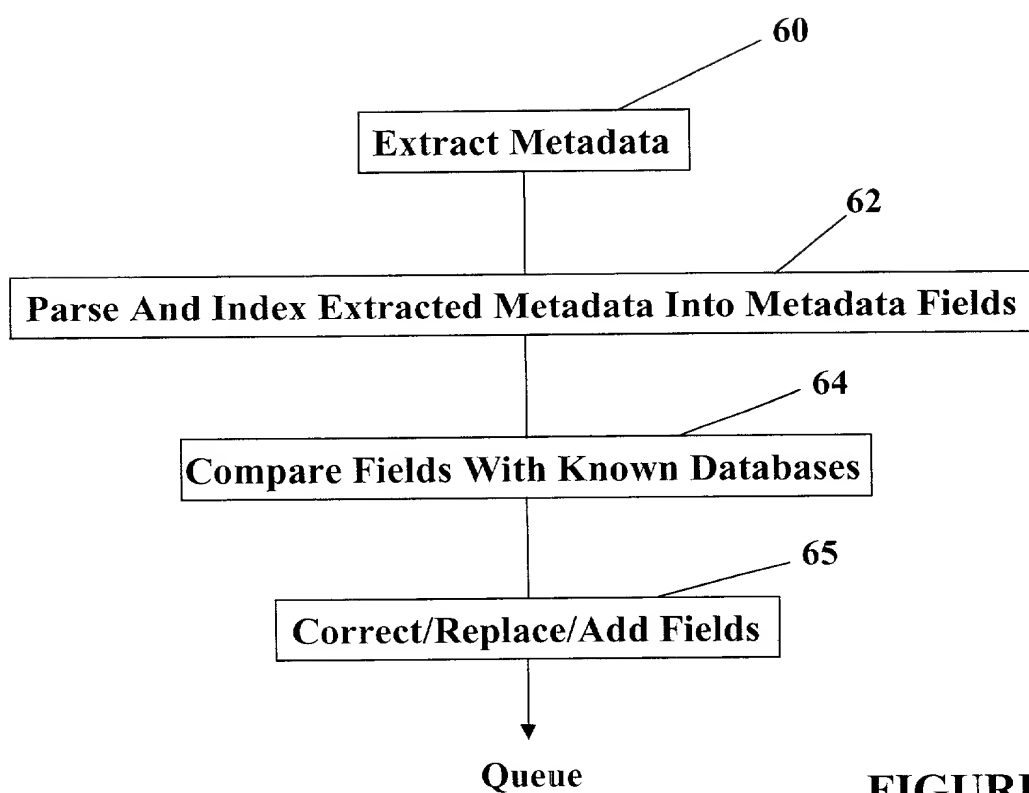 60
Extract Metadata
62
Parse And Index Extracted Metadata Into Metadata Fields
64
Compare Fields With Known Databases
65
Correct/Replace/Add Fields
Queue
FIGURE